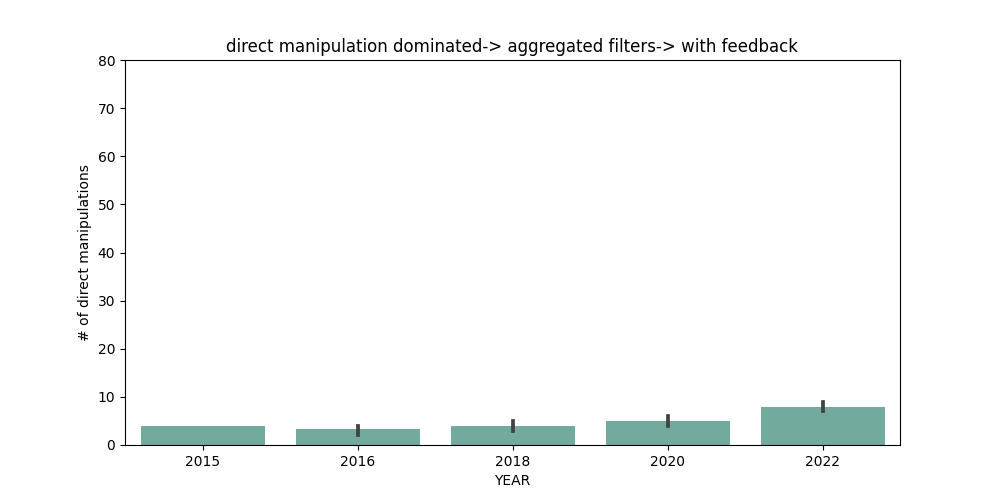 direct manipulation dominated-> aggregated filters-> with feedback
80
70
60
50
40
30
20
10
0
# of direct manipulations
2015 2016 2018 2020 2022
YEAR